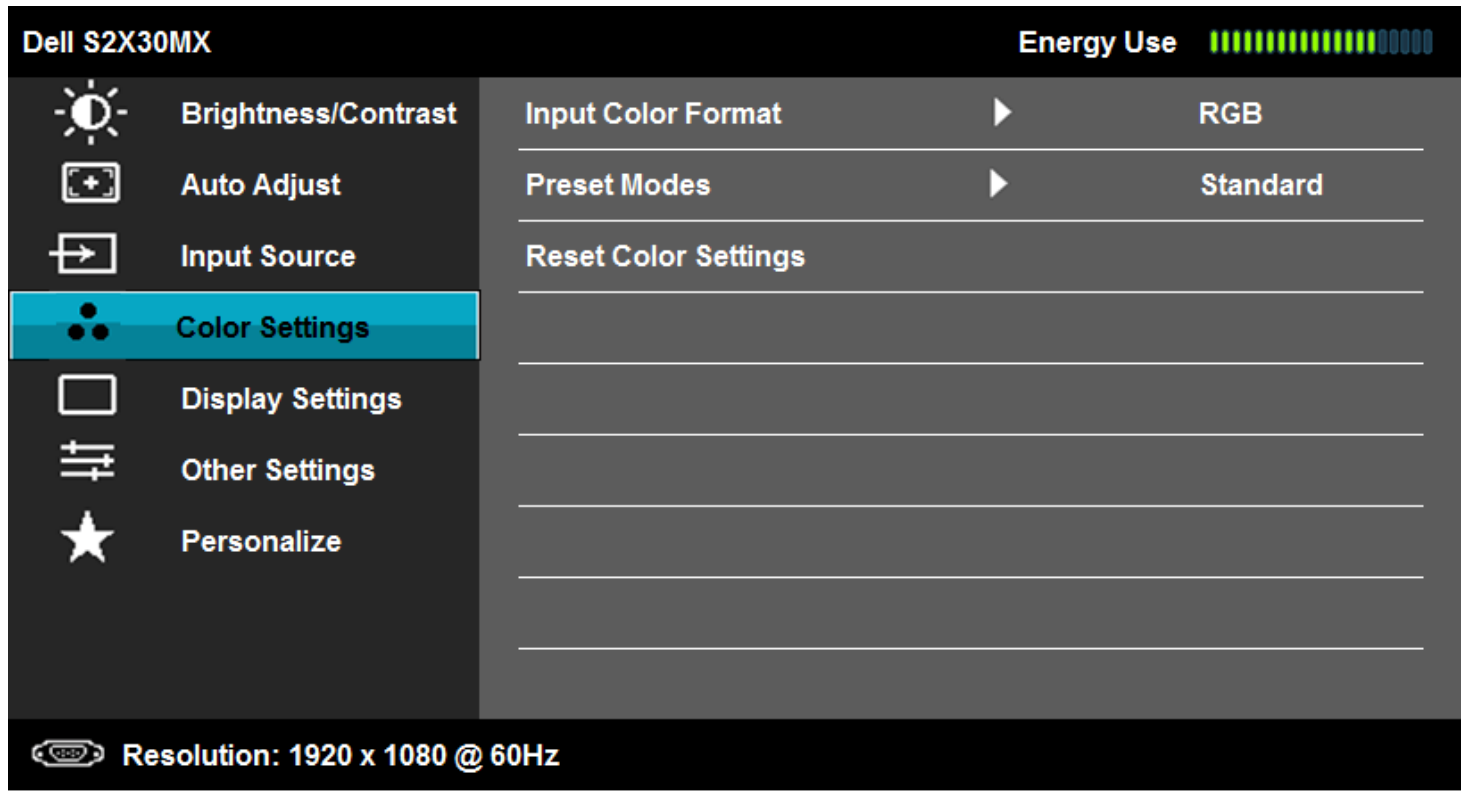 Dell S2X30MX Energy Use
Brightness/Contrast Input Color Format RGB
Auto Adjust Preset Modes Standard
Input Source Reset Color Settings
Color Settings
Display Settings
Other Settings
Personalize
Resolution: 1920 x 1080 @ 60Hz